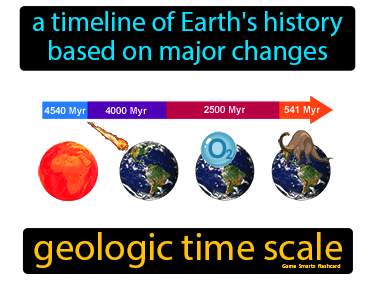 a timeline of Earth's history
based on major changes
4540 Myr 4000 Myr 2500 Myr 541 Myr
O₂
geologic time scale
Game Smartz flashcard